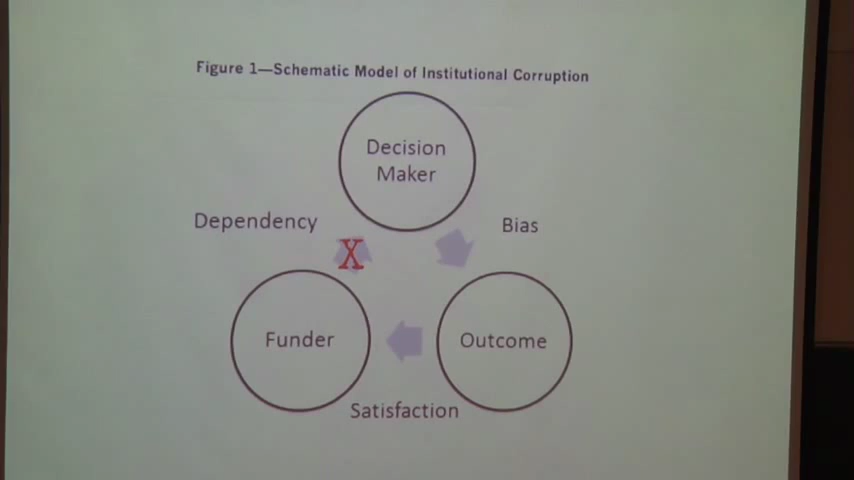 Figure 1—Schematic Model of Institutional Corruption
Decision
Maker
Dependency
Bias
X
Funder
Outcome
Satisfaction